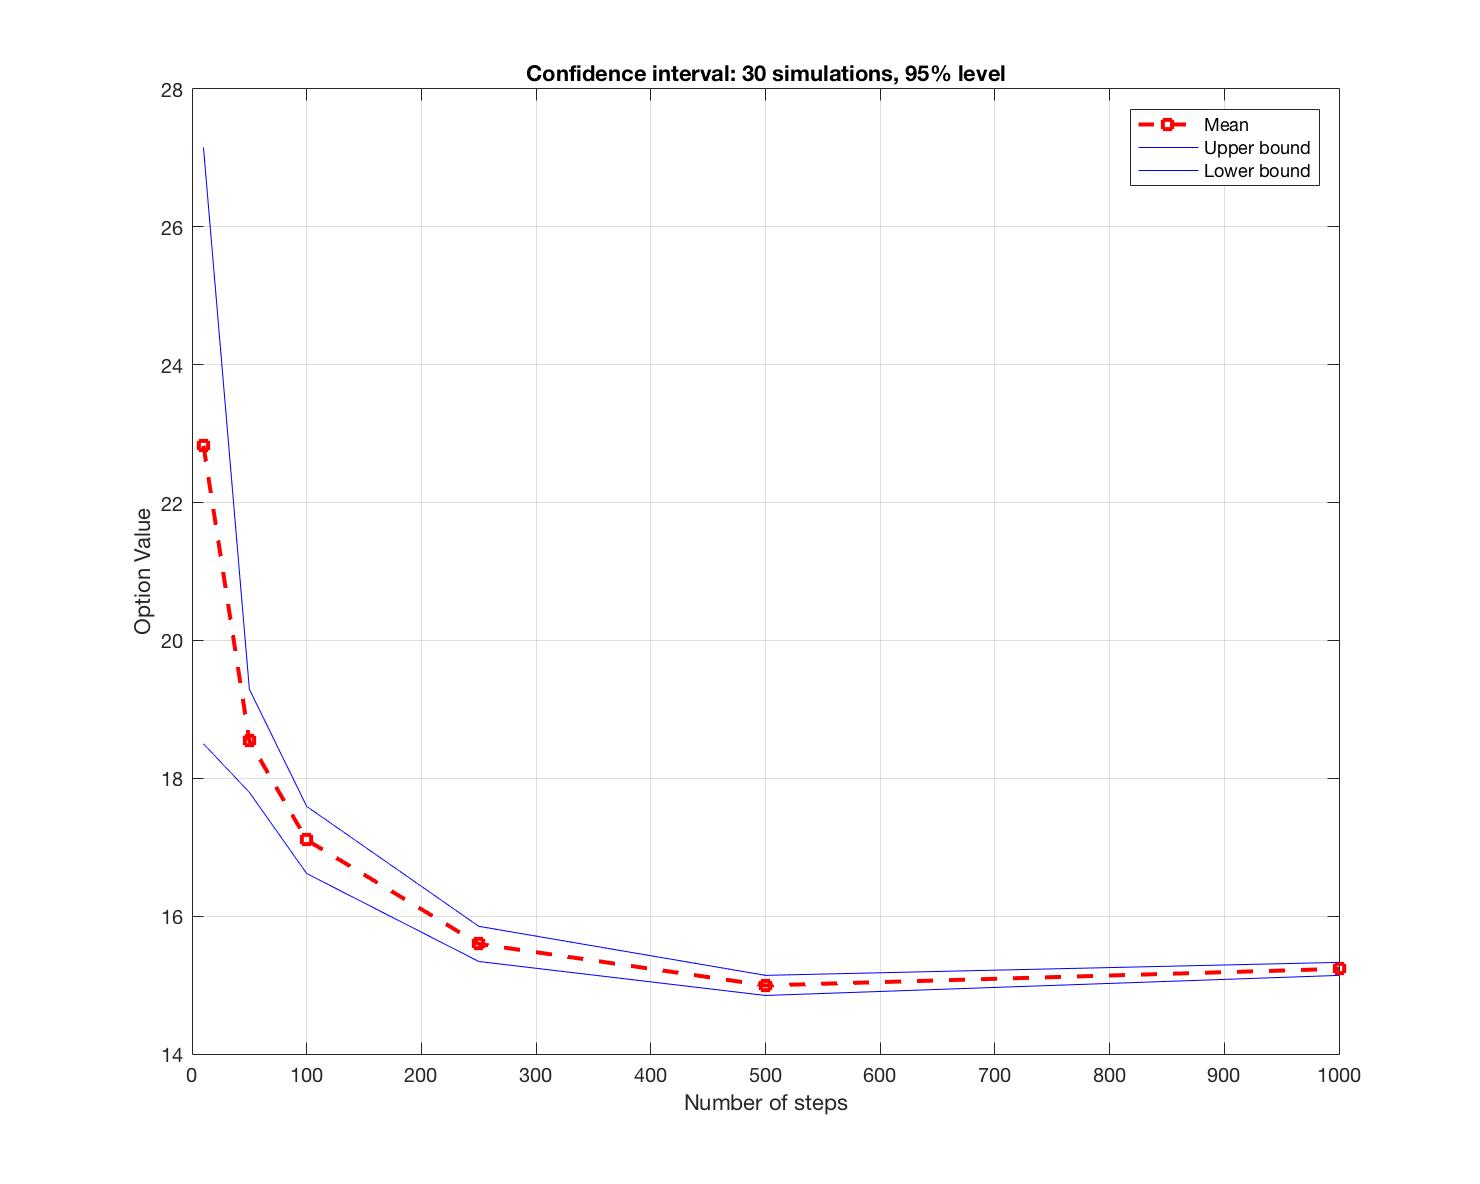 Confidence interval: 30 simulations, 95% level
Mean
Upper bound
Lower bound
28
26
24
22
20
18
16
14
Option Value
0 100 200 300 400 500 600 700 800 900 1000
Number of steps